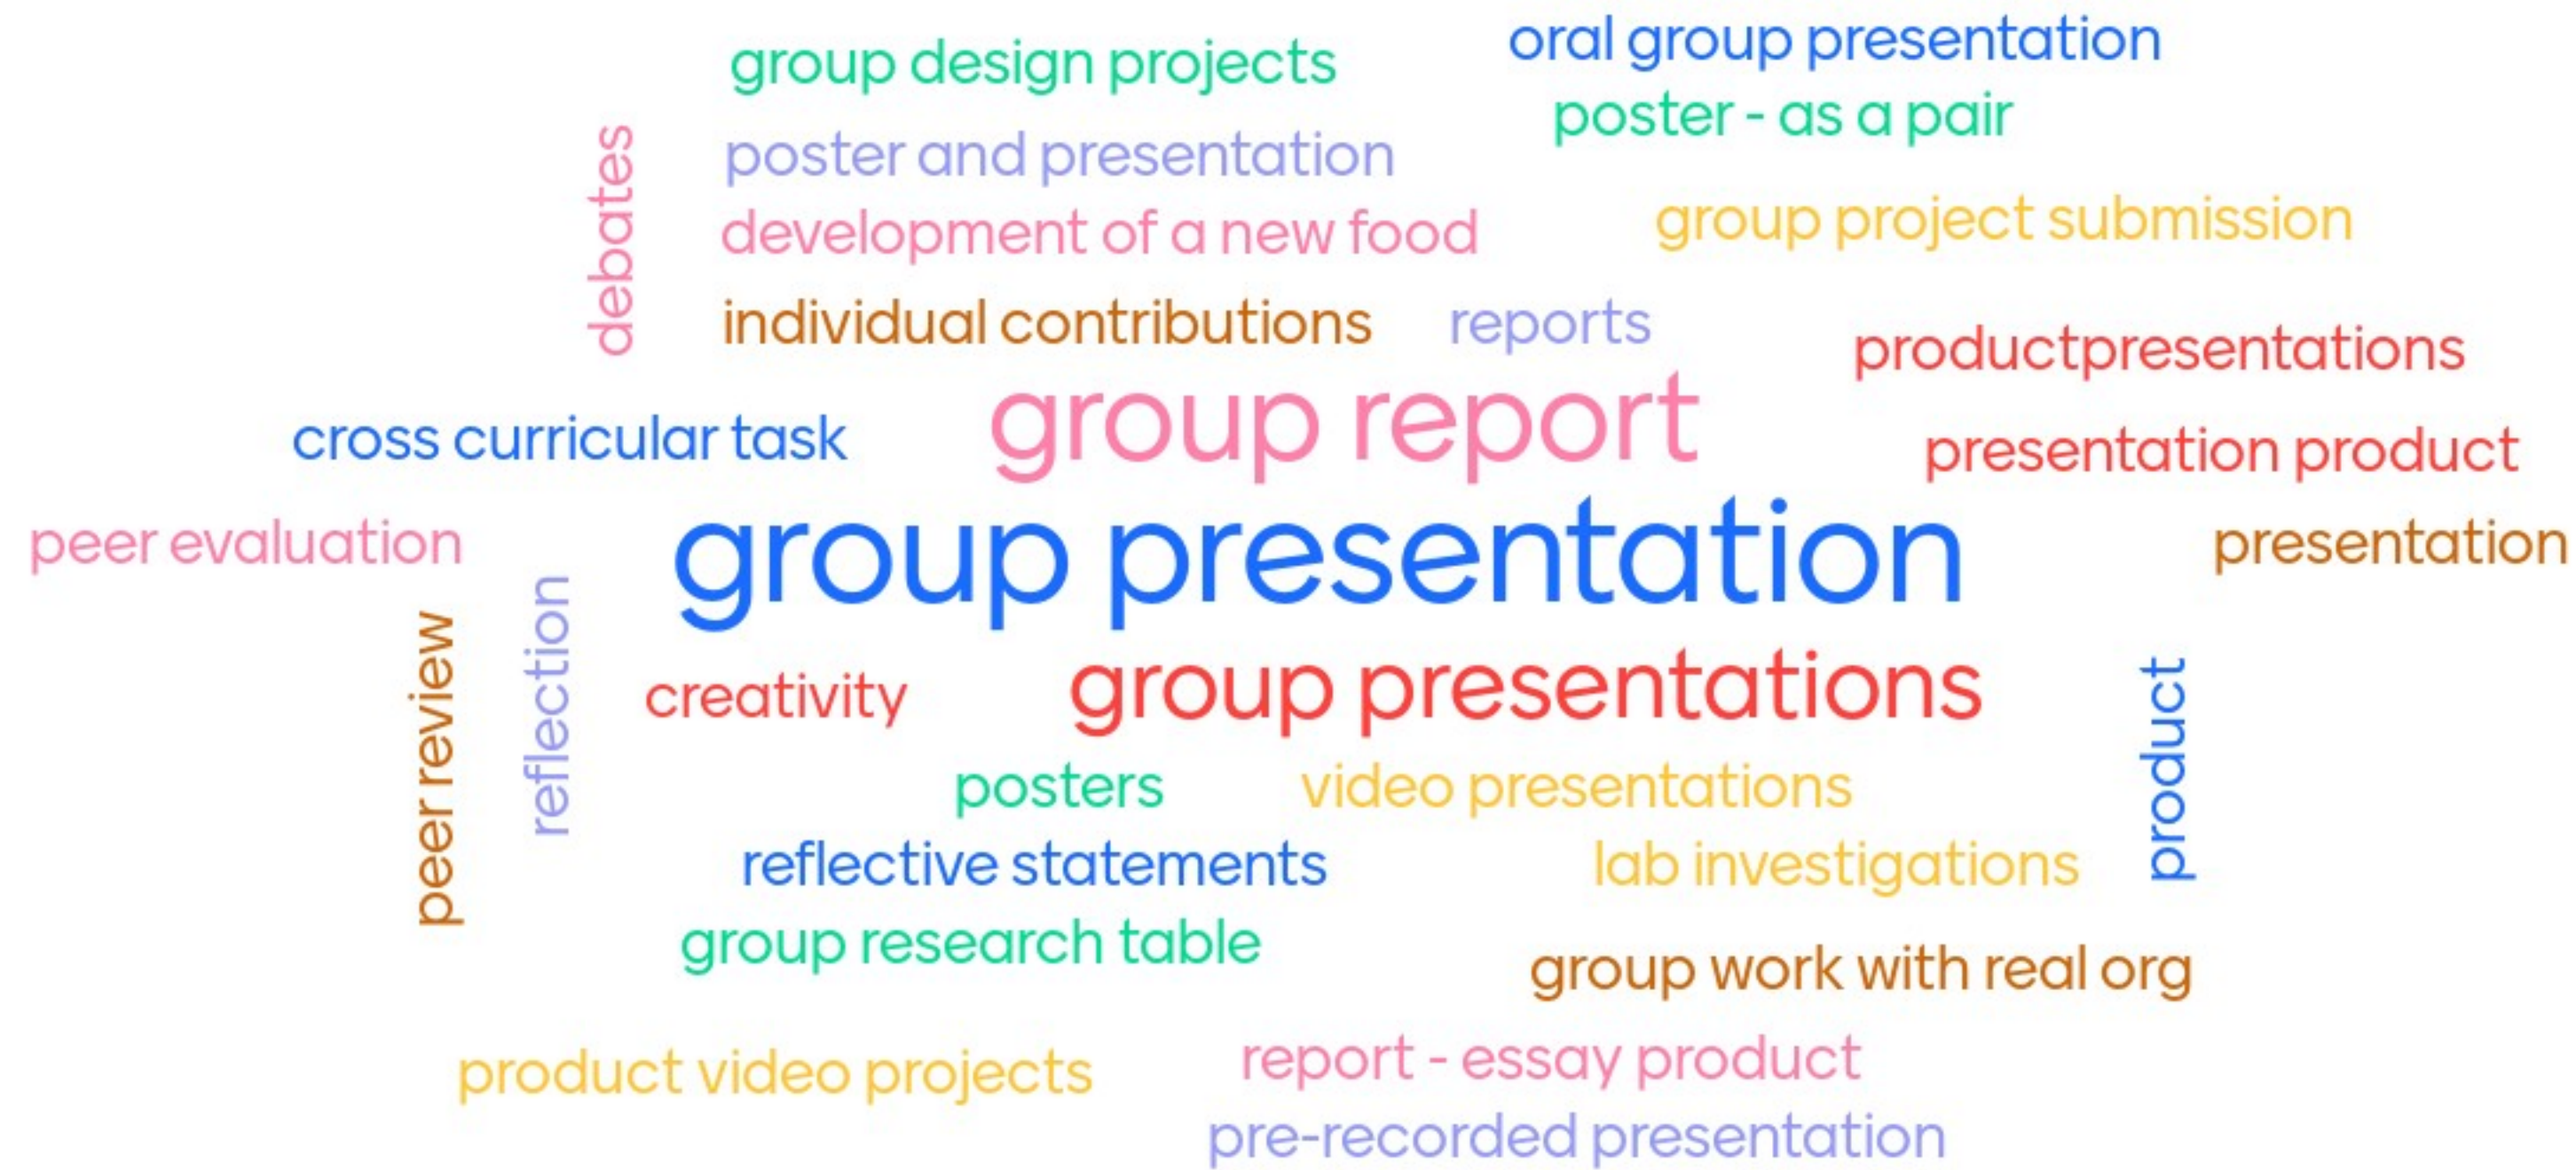 oral group presentation
group design projects
poster - as a pair
debates
poster and presentation
group project submission
development of a new food
individual contributions
reports
productpresentations
group report
cross curricular task
presentation product
peer evaluation
group presentation
presentation
peer review
reflection
creativity
group presentations
product
posters
video presentations
reflective statements
lab investigations
group research table
group work with real org
product video projects
report - essay product
pre-recorded presentation